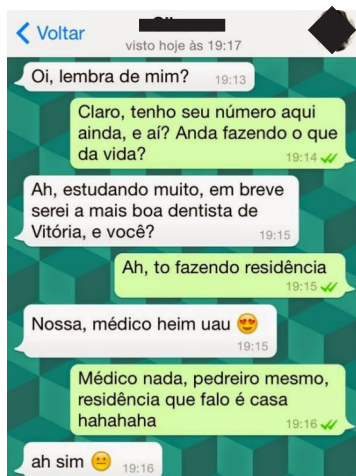 Voltar
visto hoje às 19:17
Oi, lembra de mim? 19:13
Claro, tenho seu número aqui
ainda, e aí? Anda fazendo o que
da vida? 19:14
Ah, estudando muito, em breve
serei a mais boa dentista de
Vitória, e você? 19:15
Ah, to fazendo residência
19:15
Nossa, médico heim uau 😍
19:15
Médico nada, pedreiro mesmo,
residência que falo é casa
hahahaha 19:16
ah sim 😐 19:16